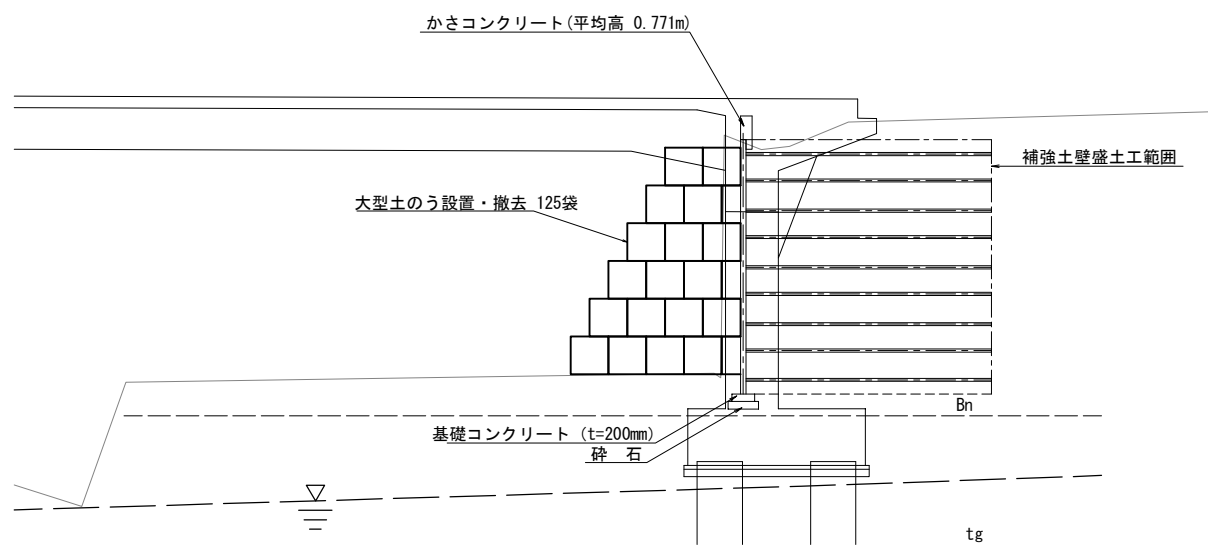 かさコンクリート(平均高 0.771m)
補強土壁盛土工範囲
大型土のう設置・撤去 125袋
Bn
基礎コンクリート (t=200mm)
砕 石
tg